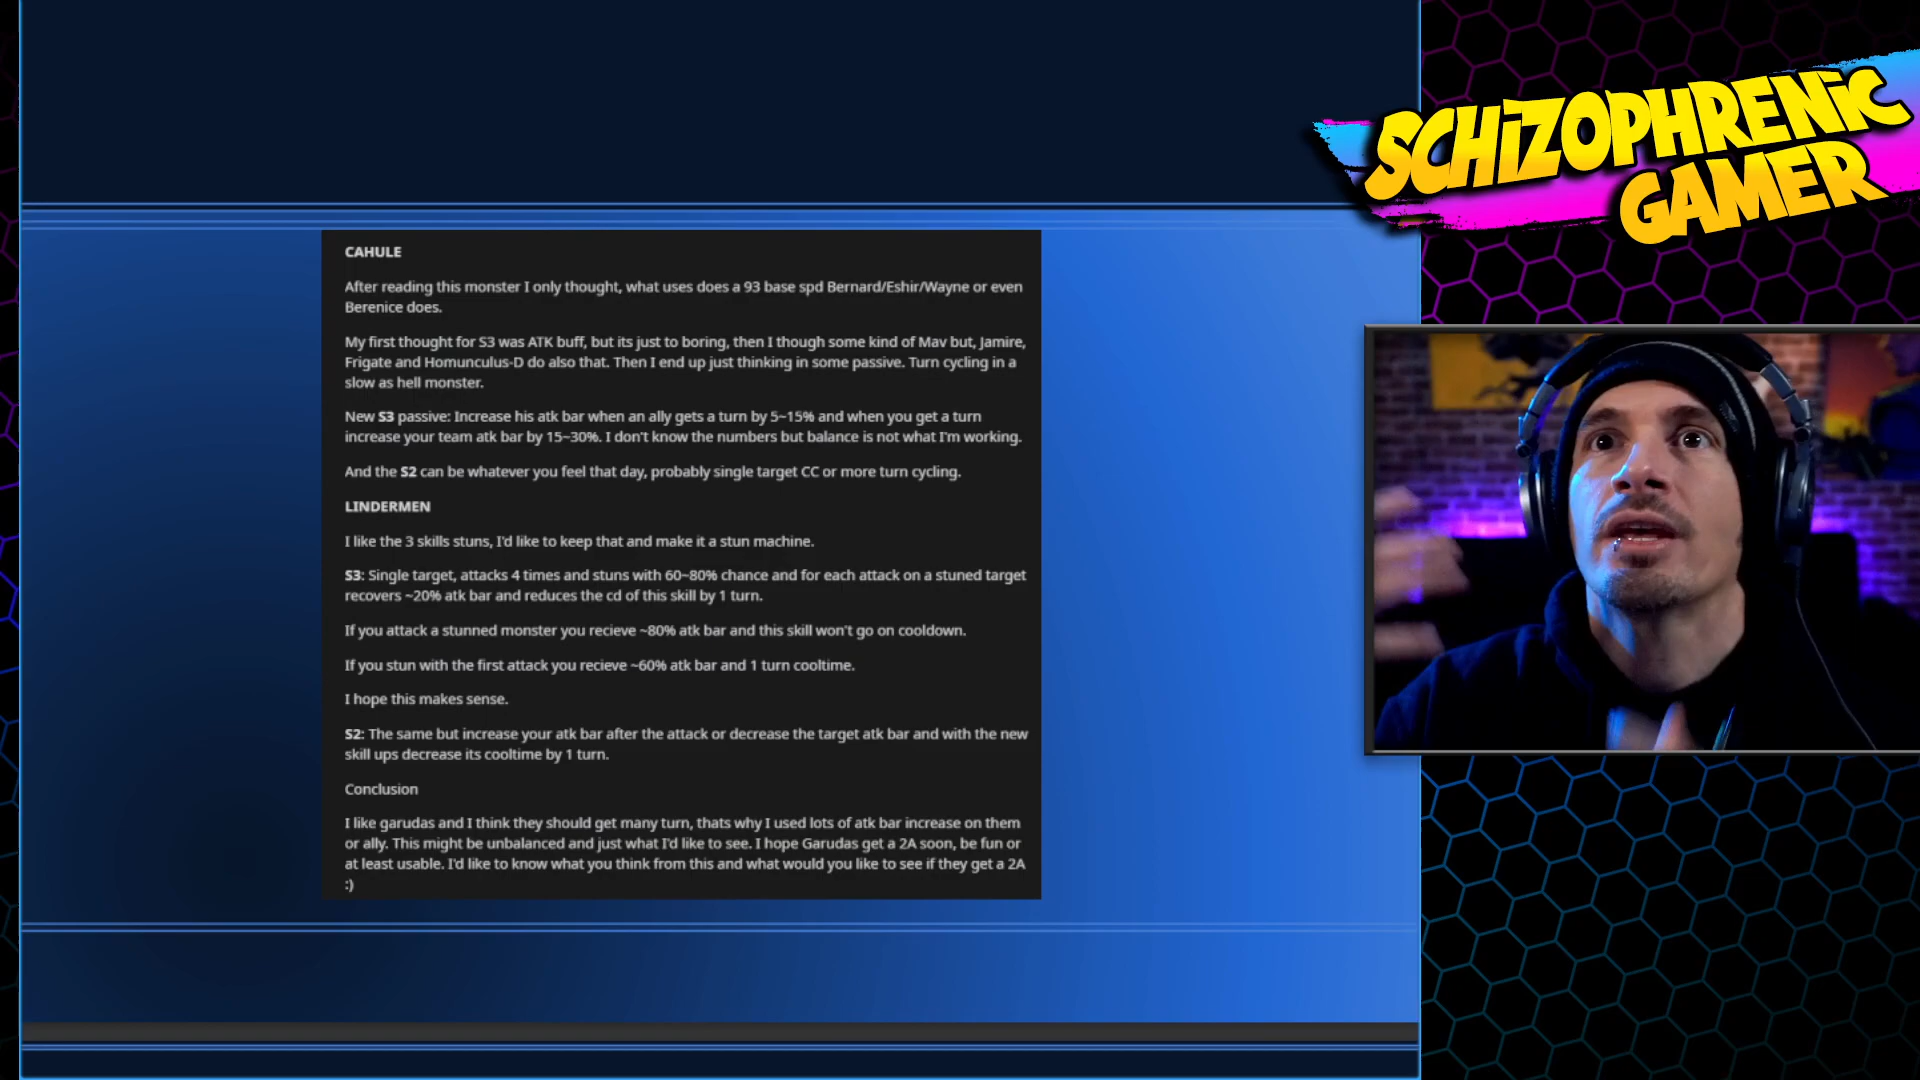 SCHiZOPHRENiC
GAMER
CAHULE
After reading this monster I only thought, what uses does a 93 base spd Bernard/Eshir/Wayne or even
Berenice does.
My first thought for S3 was ATK buff, but its just to boring, then I though some kind of Mav but, Jamire,
Frigate and Homunculus-D do also that. Then I end up just thinking in some passive. Turn cycling in a
slow as hell monster.
New S3 passive: Increase his atk bar when an ally gets a turn by 5~15% and when you get a turn
increase your team atk bar by 15~30%. I don't know the numbers but balance is not what I'm working.
And the S2 can be whatever you feel that day, probably single target CC or more turn cycling.
LINDERMEN
I like the 3 skills stuns, I'd like to keep that and make it a stun machine.
S3: Single target, attacks 4 times and stuns with 60~80% chance and for each attack on a stuned target
recovers ~20% atk bar and reduces the cd of this skill by 1 turn.
If you attack a stunned monster you recieve ~80% atk bar and this skill won't go on cooldown.
If you stun with the first attack you recieve ~60% atk bar and 1 turn cooltime.
I hope this makes sense.
S2: The same but increase your atk bar after the attack or decrease the target atk bar and with the new
skill ups decrease its cooltime by 1 turn.
Conclusion
I like garudas and I think they should get many turn, thats why I used lots of atk bar increase on them
or ally. This might be unbalanced and just what I'd like to see. I hope Garudas get a 2A soon, be fun or
at least usable. I'd like to know what you think from this and what would you like to see if they get a 2A
:)